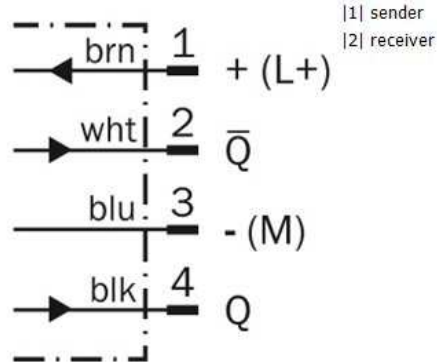 |1| sender
|2| receiver
brn 1 + (L+)
wht 2 Q̅
blu 3 - (M)
blk 4 Q